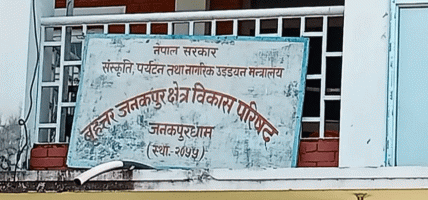 नेपाल सरकार
संस्कृति, पर्यटन तथा नागरिक उड्डयन मन्त्रालय
बृहत्तर जनकपुर क्षेत्र विकास परिषद्
जनकपुरधाम
(स्था.-२०५५)